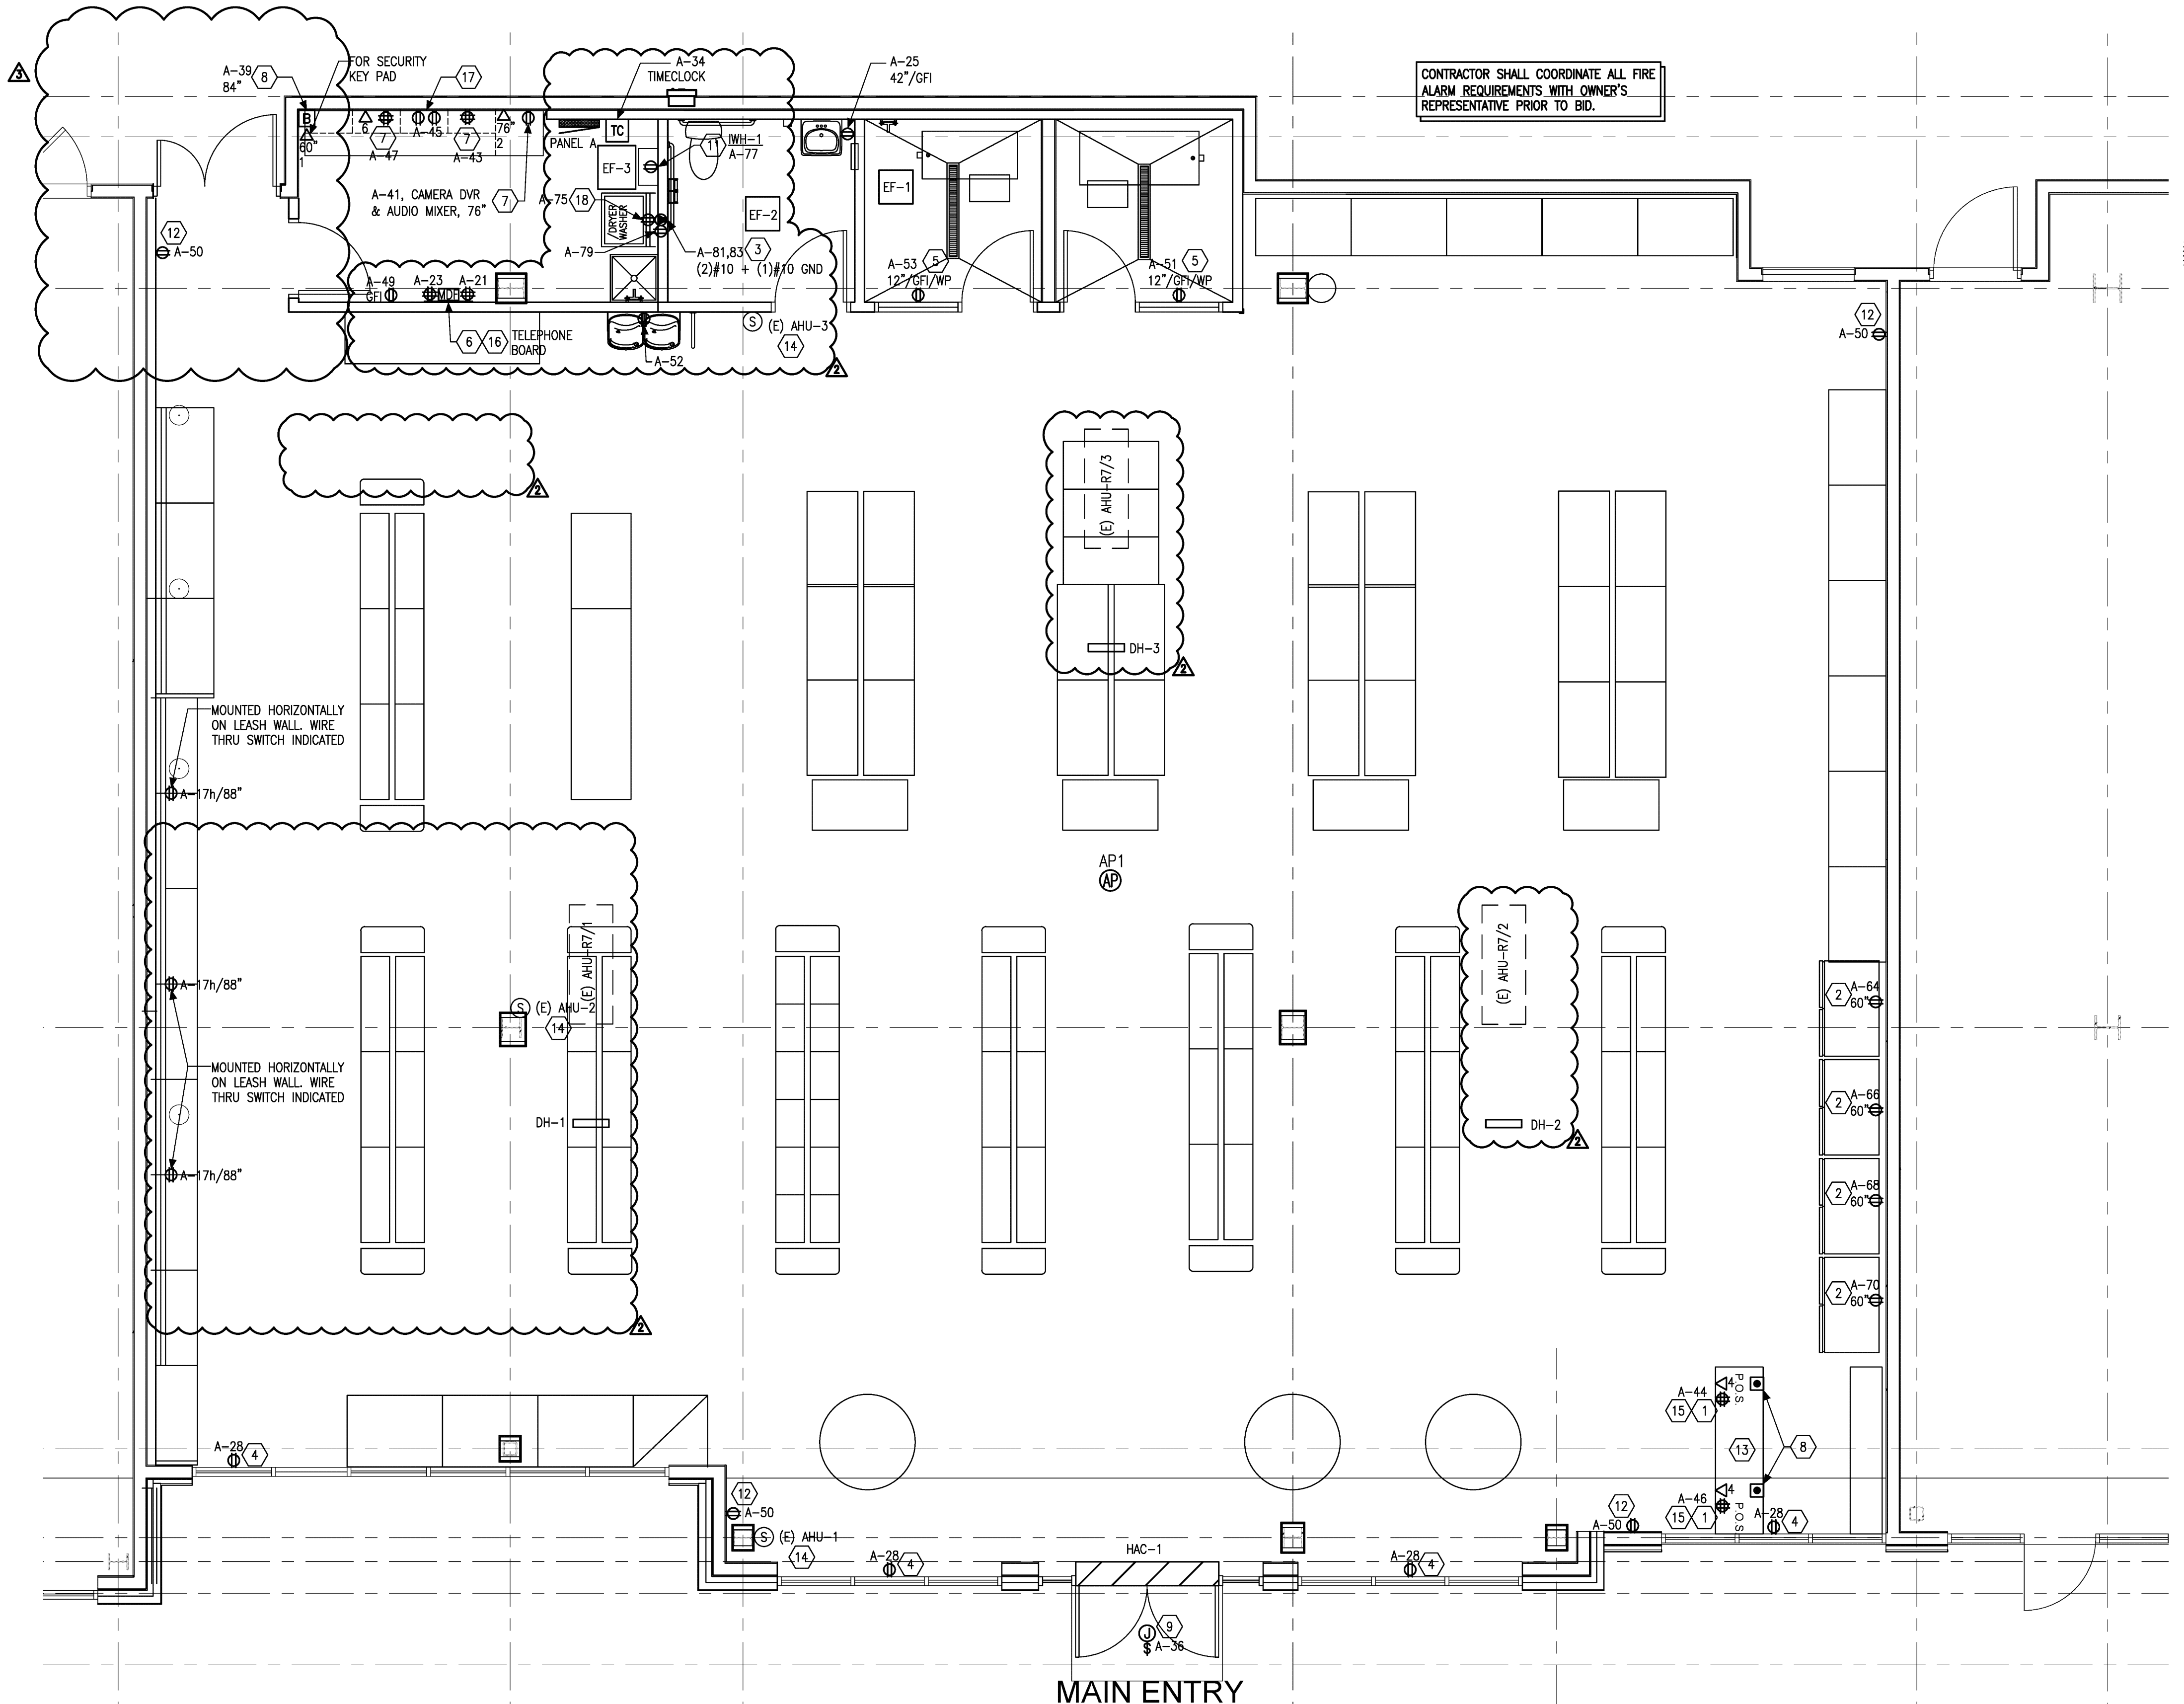 3
A-39
84"
8
FOR SECURITY
KEY PAD
17
A-34
TIMECLOCK
A-25
42"/GFI
CONTRACTOR SHALL COORDINATE ALL FIRE
ALARM REQUIREMENTS WITH OWNER'S
REPRESENTATIVE PRIOR TO BID.
B
60"
1
6
7
A-47
A-45
7
A-43
76"
2
PANEL A
TC
EF-3
11
IWH-1
A-77
EF-2
EF-1
A-41, CAMERA DVR
& AUDIO MIXER, 76"
7
A-75
18
DRYER/
WASHER
A-79
A-81,83
3
(2)#10 + (1)#10 GND
12
A-50
A-49
GFI
A-23
A-21
MDF
A-53
5
12"/GFI/WP
A-51
5
12"/GFI/WP
6
16
TELEPHONE
BOARD
A-52
S
(E) AHU-3
14
2
12
A-50
2
(E) AHU-R7/3
DH-3
2
MOUNTED HORIZONTALLY
ON LEASH WALL. WIRE
THRU SWITCH INDICATED
A-17h/88"
AP1
AP
(E) AHU-R7/1
(E) AHU-R7/2
A-17h/88"
S
(E) AHU-2
14
2
A-64
60"
MOUNTED HORIZONTALLY
ON LEASH WALL. WIRE
THRU SWITCH INDICATED
2
A-66
60"
DH-1
DH-2
2
A-17h/88"
2
A-68
60"
2
A-70
60"
2
A-44
15
1
4
P.O.S
13
8
A-28
4
A-46
15
1
4
P.O.S
A-28
4
12
A-50
S
(E) AHU-1
14
12
A-50
A-28
4
HAC-1
A-28
4
J
9
$ A-36
MAIN ENTRY